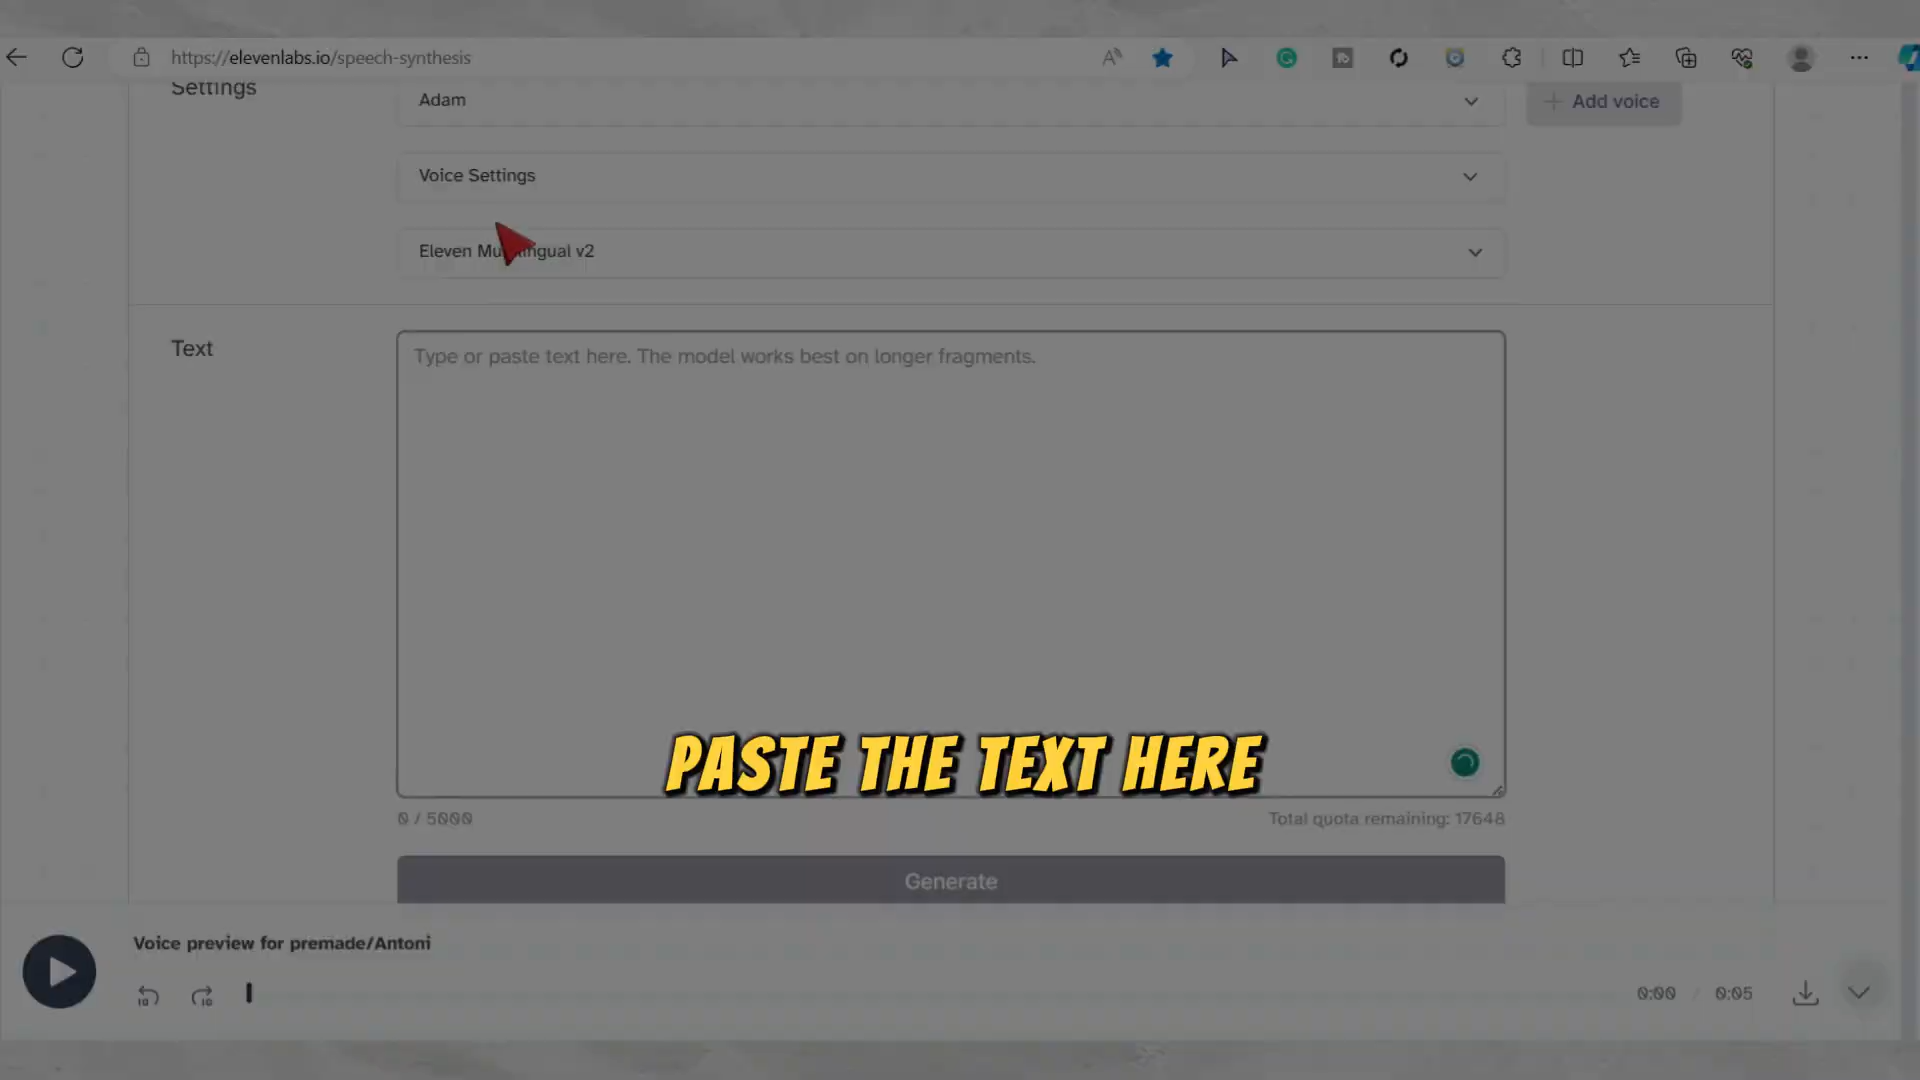 https://elevenlabs.io/speech-synthesis
Settings
Adam
Add voice
Voice Settings
Eleven Multilingual v2
Text
Type or paste text here. The model works best on longer fragments.
PASTE THE TEXT HERE
0 / 5000
Total quota remaining: 17648
Generate
Voice preview for premade/Antoni
10
10
0:00 / 0:05